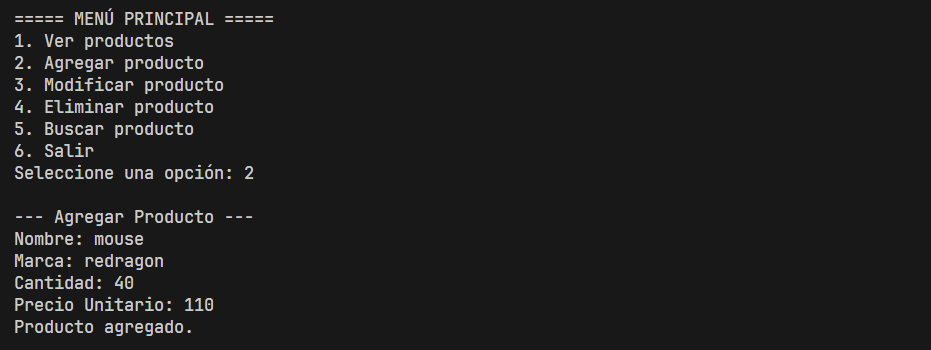 ===== MENÚ PRINCIPAL =====
1. Ver productos
2. Agregar producto
3. Modificar producto
4. Eliminar producto
5. Buscar producto
6. Salir
Seleccione una opción: 2
--- Agregar Producto ---
Nombre: mouse
Marca: redragon
Cantidad: 40
Precio Unitario: 110
Producto agregado.